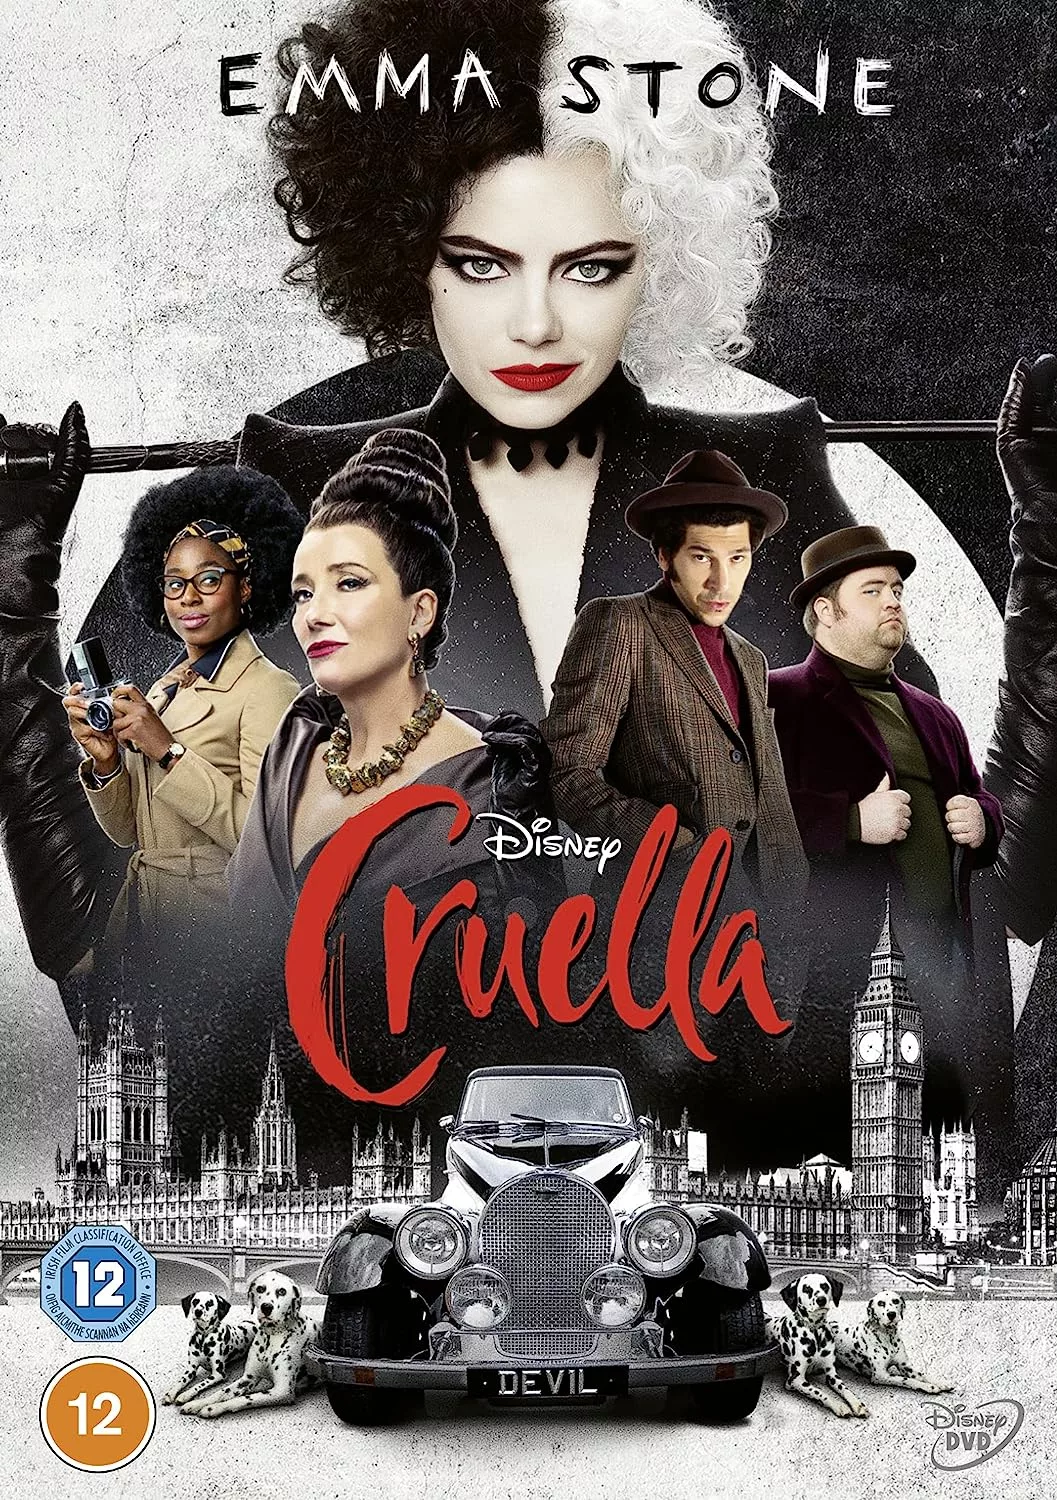 EMMA STONE
DISNEY
Cruella
IRISH FILM CLASSIFICATION OFFICE
12
OIFIG AICMITHE SCANNÁN NA hÉIREANN
12
DEVIL
DISNEY
DVD